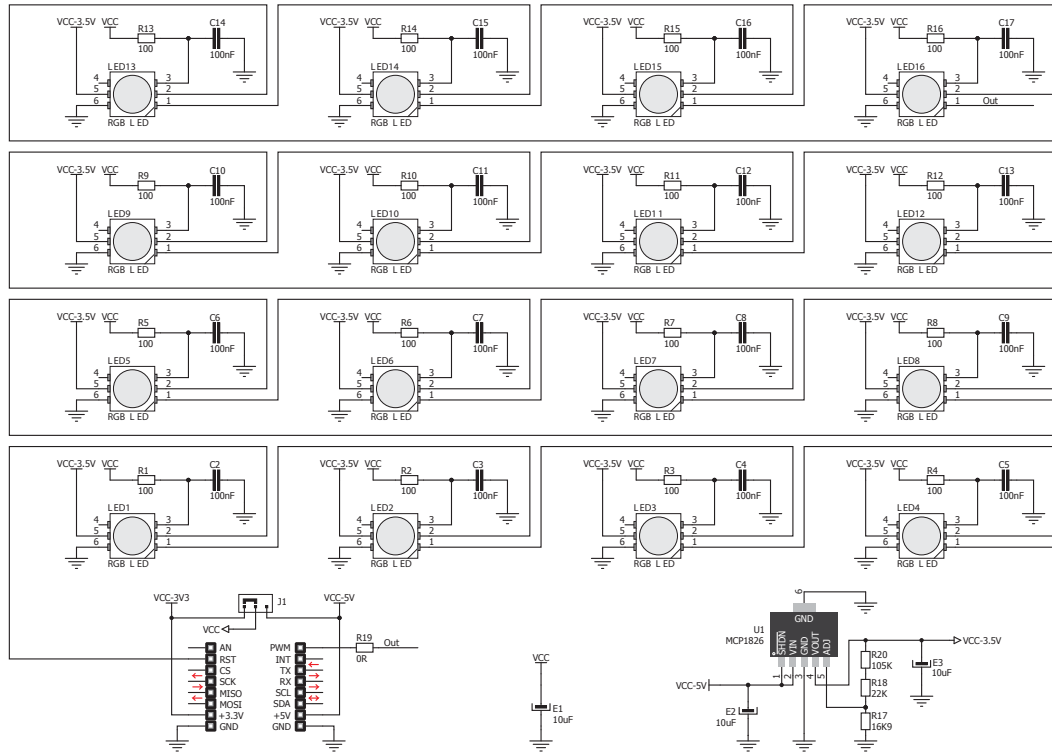 VCC-3.5V VCC R13 100 C14 100nF
LED13
4 3
5 2
6 1
RGB LED
VCC-3.5V VCC R14 100 C15 100nF
LED14
4 3
5 2
6 1
RGB LED
VCC-3.5V VCC R15 100 C16 100nF
LED15
4 3
5 2
6 1
RGB LED
VCC-3.5V VCC R16 100 C17 100nF
LED16
4 3
5 2
6 1 Out
RGB LED
VCC-3.5V VCC R9 100 C10 100nF
LED9
4 3
5 2
6 1
RGB LED
VCC-3.5V VCC R10 100 C11 100nF
LED10
4 3
5 2
6 1
RGB LED
VCC-3.5V VCC R11 100 C12 100nF
LED11
4 3
5 2
6 1
RGB LED
VCC-3.5V VCC R12 100 C13 100nF
LED12
4 3
5 2
6 1
RGB LED
VCC-3.5V VCC R5 100 C6 100nF
LED5
4 3
5 2
6 1
RGB LED
VCC-3.5V VCC R6 100 C7 100nF
LED6
4 3
5 2
6 1
RGB LED
VCC-3.5V VCC R7 100 C8 100nF
LED7
4 3
5 2
6 1
RGB LED
VCC-3.5V VCC R8 100 C9 100nF
LED8
4 3
5 2
6 1
RGB LED
VCC-3.5V VCC R1 100 C2 100nF
LED1
4 3
5 2
6 1
RGB LED
VCC-3.5V VCC R2 100 C3 100nF
LED2
4 3
5 2
6 1
RGB LED
VCC-3.5V VCC R3 100 C4 100nF
LED3
4 3
5 2
6 1
RGB LED
VCC-3.5V VCC R4 100 C5 100nF
LED4
4 3
5 2
6 1
RGB LED
VCC-3V3 J1 VCC-5V
VCC
AN PWM R19 Out
RST INT 0R
CS TX
SCK RX
MISO SCL
MOSI SDA
+3.3V +5V
GND GND
VCC
E1
10uF
6
GND
U1
MCP1826
SHDN VIN GND VOUT ADJ
1 2 3 4 5
VCC-5V
E2
10uF
R20
105K
R18
22K
R17
16K9
VCC-3.5V
E3
10uF